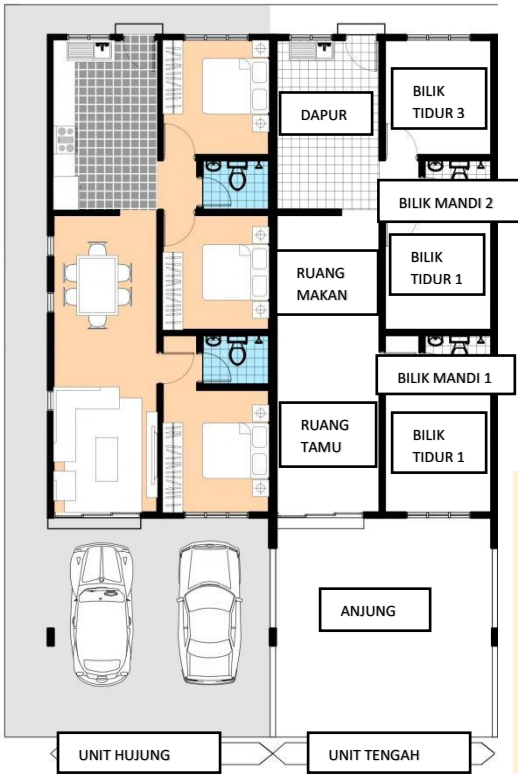 DAPUR
BILIK
TIDUR 3
BILIK MANDI 2
RUANG
MAKAN
BILIK
TIDUR 1
BILIK MANDI 1
RUANG
TAMU
BILIK
TIDUR 1
ANJUNG
UNIT HUJUNG
UNIT TENGAH